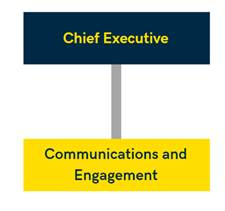 Chief Executive
Communications and
Engagement